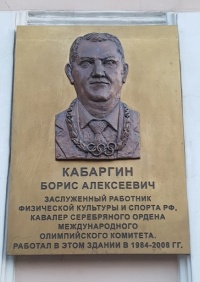 КАБАРГИН
БОРИС АЛЕКСЕЕВИЧ
ЗАСЛУЖЕННЫЙ РАБОТНИК
ФИЗИЧЕСКОЙ КУЛЬТУРЫ И СПОРТА РФ,
КАВАЛЕР СЕРЕБРЯНОГО ОРДЕНА
МЕЖДУНАРОДНОГО
ОЛИМПИЙСКОГО КОМИТЕТА.
РАБОТАЛ В ЭТОМ ЗДАНИИ В 1984-2008 ГГ.